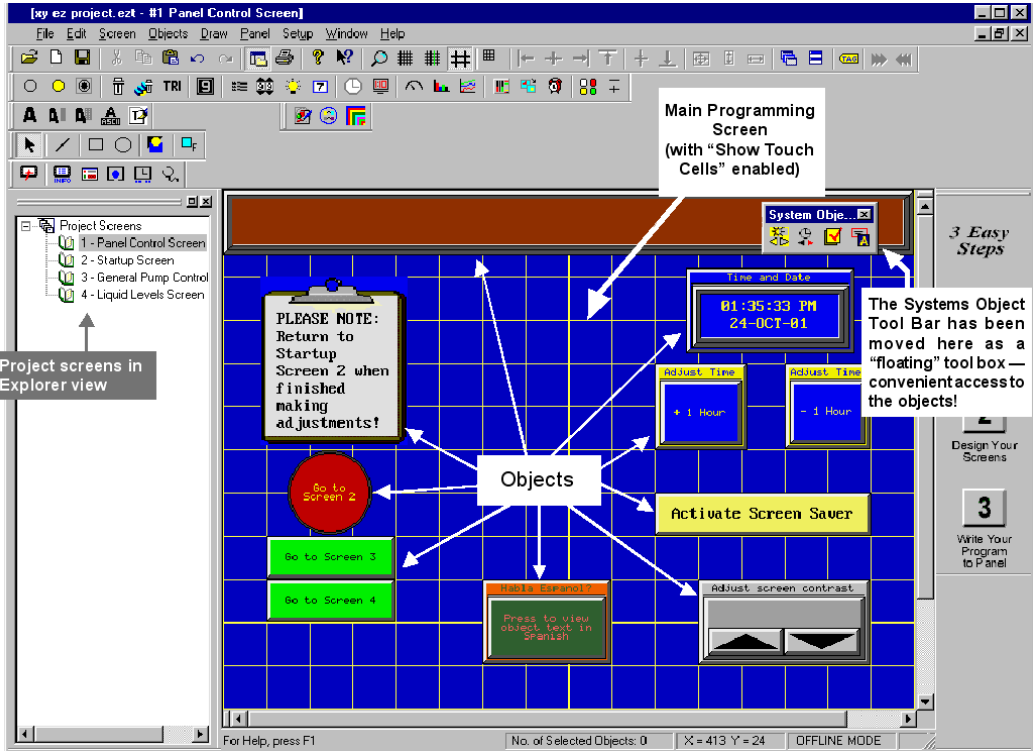 [xy ez project.ezt - #1 Panel Control Screen]
File Edit Screen Objects Draw Panel Setup Window Help
TAG
TRI
9
7
A A A ASCII
F
INFO
Main Programming
Screen
(with “Show Touch
Cells” enabled)
Project Screens
1 - Panel Control Screen
2 - Startup Screen
3 - General Pump Control
4 - Liquid Levels Screen
Project screens in
Explorer view
System Obje...
3 Easy
Steps
PLEASE NOTE:
Return to
Startup
Screen 2 when
finished
making
adjustments!
Time and Date
01:35:33 PM
24-OCT-01
The Systems Object
Tool Bar has been
moved here as a
“floating” tool box —
convenient access to
the objects!
Adjust Time
+ 1 Hour
Adjust Time
- 1 Hour
2
Design Your
Screens
Go to
Screen 2
Objects
Activate Screen Saver
3
Write Your
Program
to Panel
Go to Screen 3
Go to Screen 4
Habla Espanol?
Press to view
object text in
Spanish
Adjust screen contrast
For Help, press F1
No. of Selected Objects: 0
X = 413 Y = 24
OFFLINE MODE